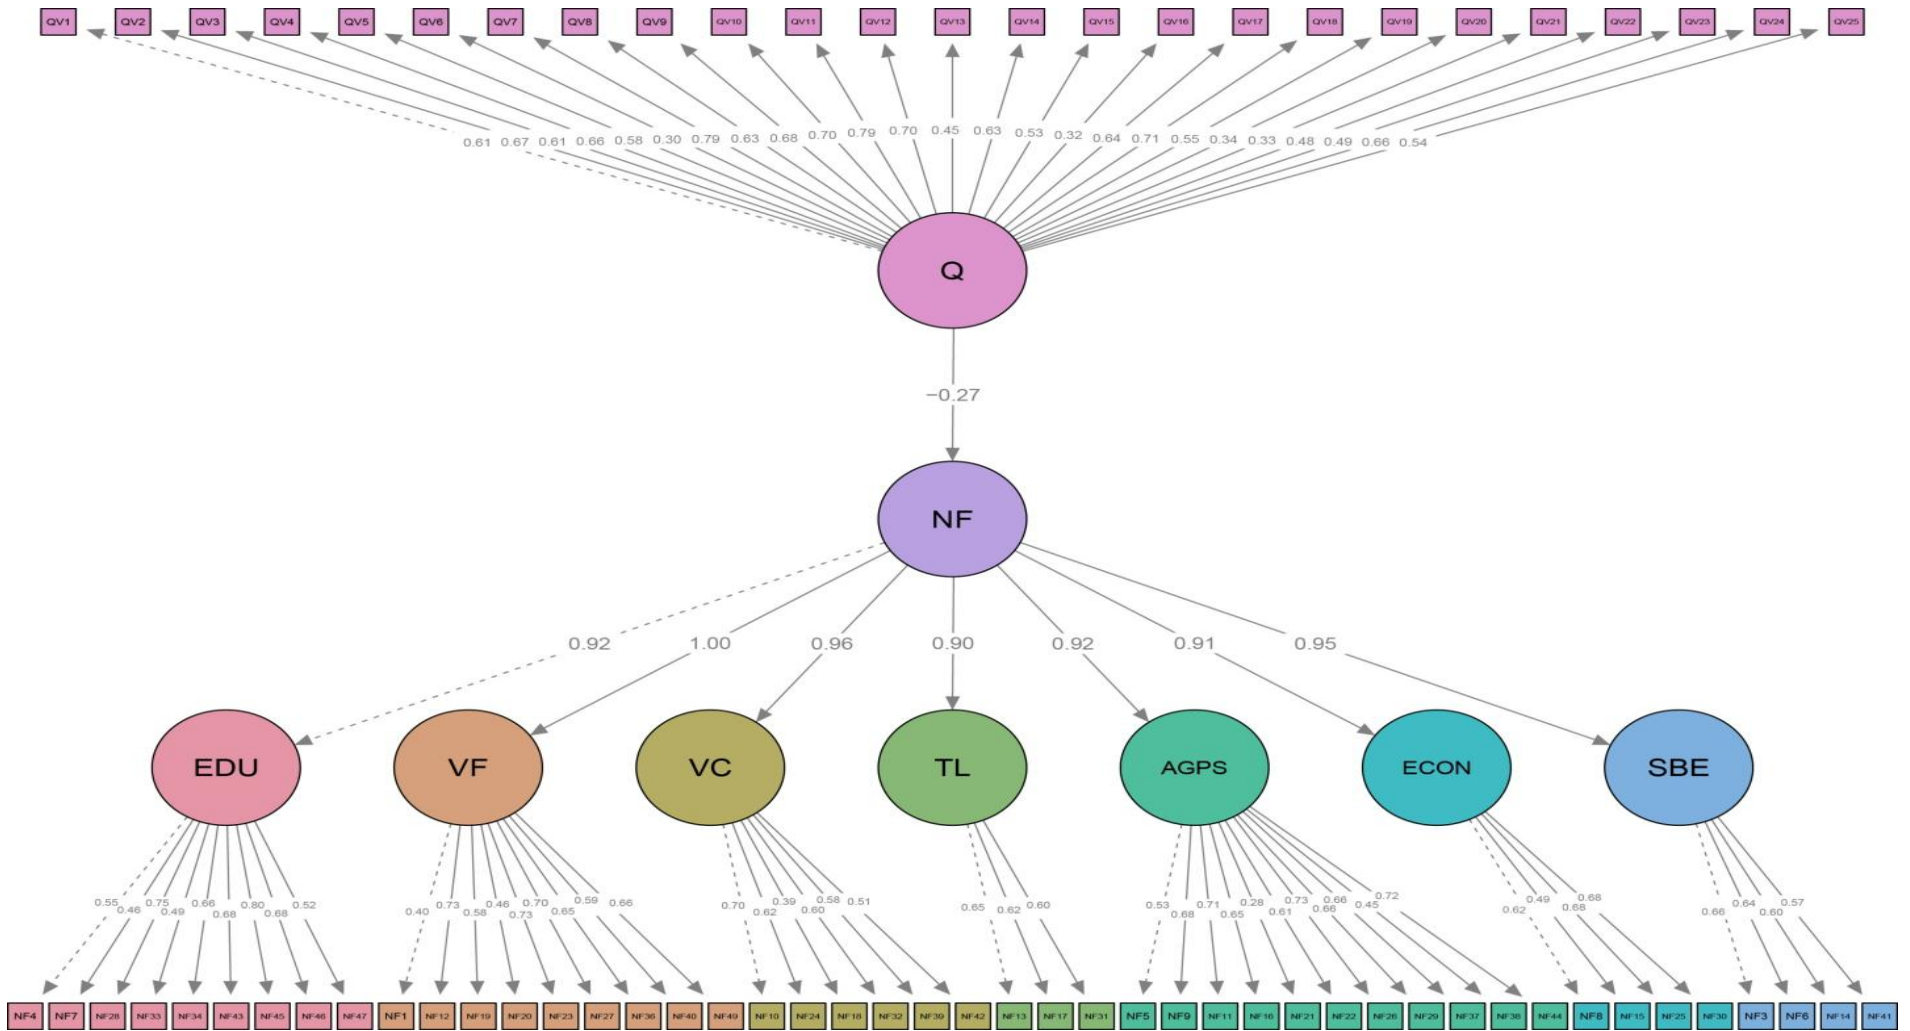 QV1 QV2 QV3 QV4 QV5 QV6 QV7 QV8 QV9 QV10 QV11 QV12 QV13 QV14 QV15 QV16 QV17 QV18 QV19 QV20 QV21 QV22 QV23 QV24 QV25
0.61 0.67 0.61 0.66 0.58 0.30 0.79 0.63 0.68 0.70 0.79 0.70 0.45 0.63 0.53 0.32 0.64 0.71 0.55 0.34 0.33 0.48 0.49 0.66 0.54
Q
−0.27
NF
0.92 1.00 0.96 0.90 0.92 0.91 0.95
EDU VF VC TL AGPS ECON SBE
0.55 0.46 0.75 0.49 0.66 0.68 0.80 0.68 0.52 0.40 0.73 0.58 0.46 0.73 0.70 0.65 0.59 0.66 0.70 0.62 0.39 0.60 0.58 0.51 0.65 0.62 0.60 0.53 0.68 0.71 0.65 0.28 0.61 0.73 0.66 0.66 0.45 0.72 0.62 0.49 0.68 0.68 0.66 0.64 0.60 0.57
NF4 NF7 NF28 NF33 NF34 NF43 NF45 NF46 NF47 NF1 NF12 NF19 NF20 NF23 NF27 NF36 NF40 NF49 NF10 NF24 NF18 NF32 NF39 NF42 NF13 NF17 NF31 NF5 NF9 NF11 NF16 NF21 NF22 NF26 NF29 NF37 NF38 NF44 NF8 NF15 NF25 NF30 NF3 NF6 NF14 NF41